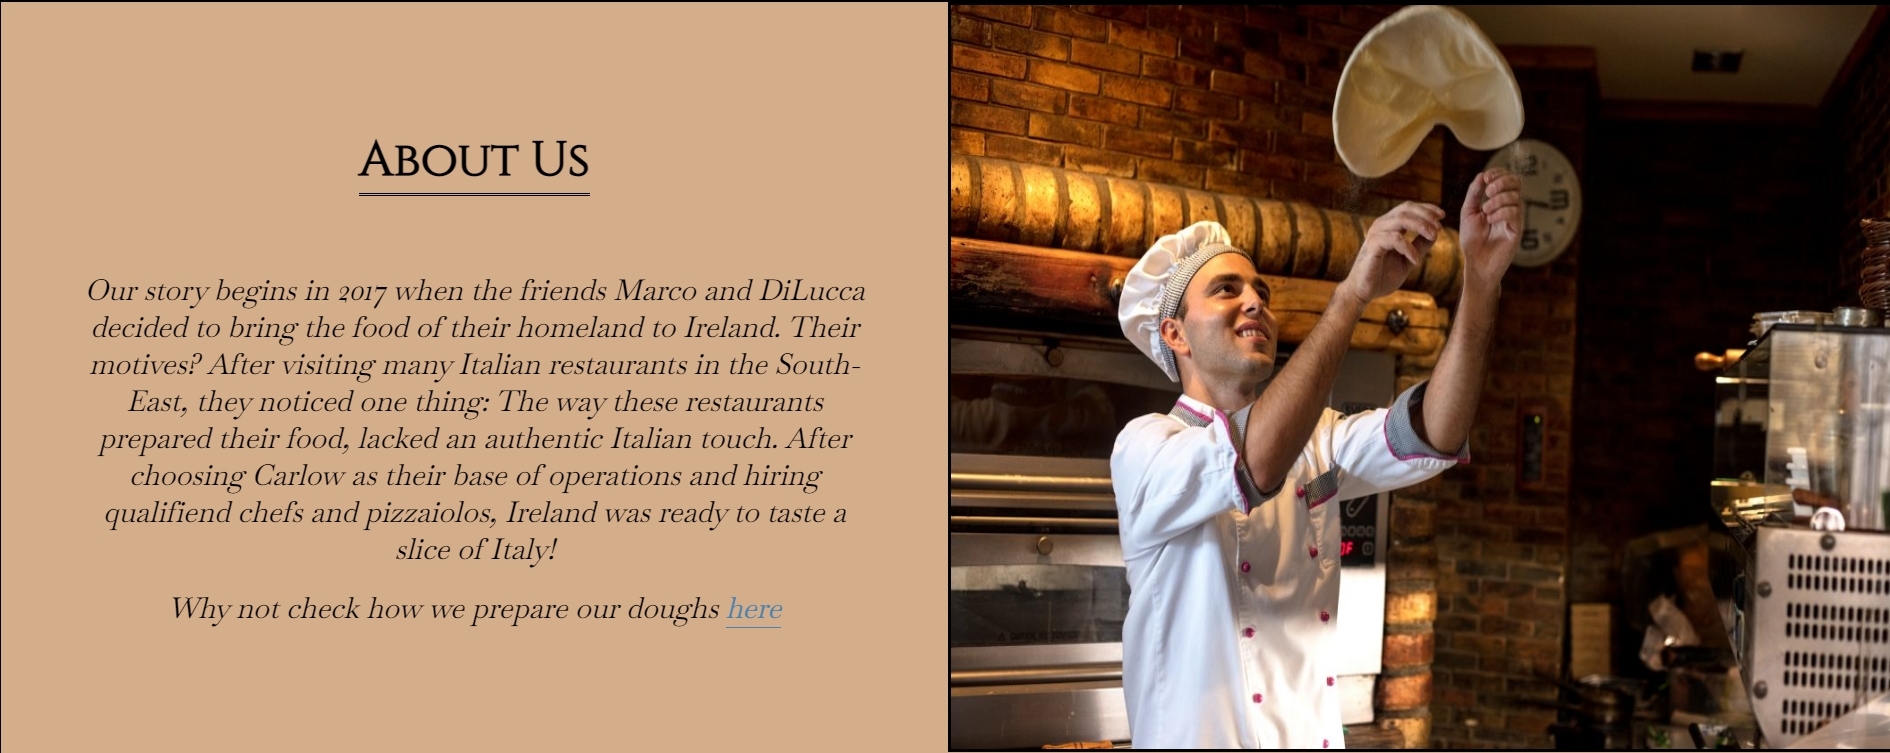 About Us
Our story begins in 2017 when the friends Marco and DiLucca
decided to bring the food of their homeland to Ireland. Their
motives? After visiting many Italian restaurants in the South-
East, they noticed one thing: The way these restaurants
prepared their food, lacked an authentic Italian touch. After
choosing Carlow as their base of operations and hiring
qualifiend chefs and pizzaiolos, Ireland was ready to taste a
slice of Italy!
Why not check how we prepare our doughs here